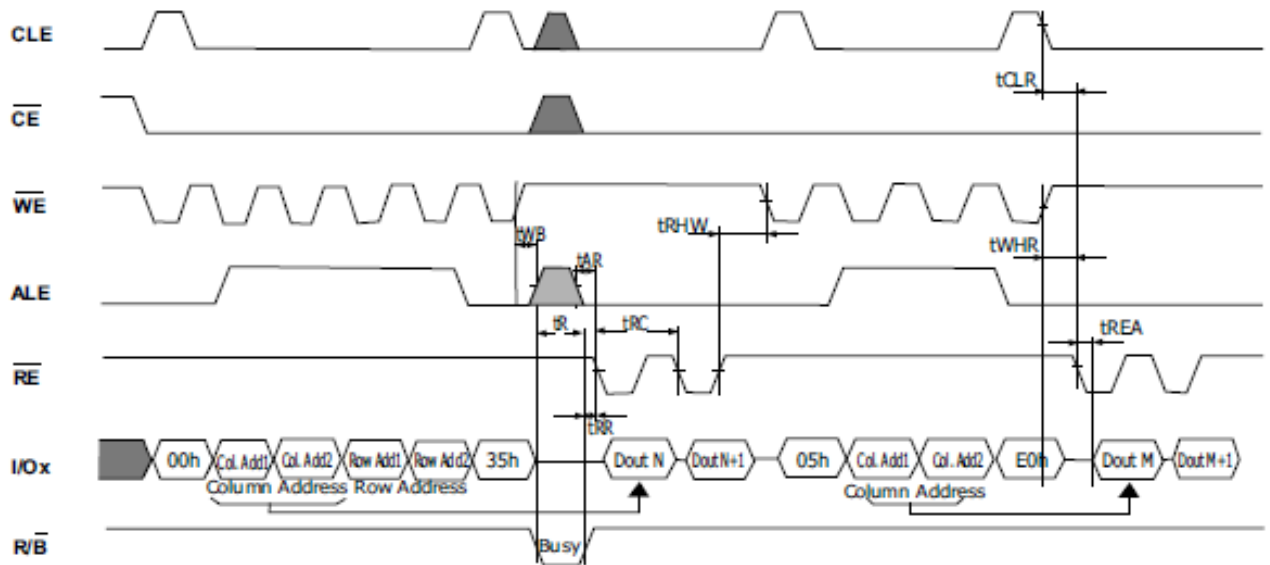 CLE
tCLR
CE
WE
tRHW
tWB
tWHR
tAR
ALE
tR
tRC
tREA
RE
tRR
I/Ox 00h Col. Add1 Col. Add2 Row Add1 Row Add2 35h Dout N Dout N+1 05h Col. Add1 Col. Add2 E0h Dout M Dout M+1
Column Address Row Address Column Address
R/B Busy